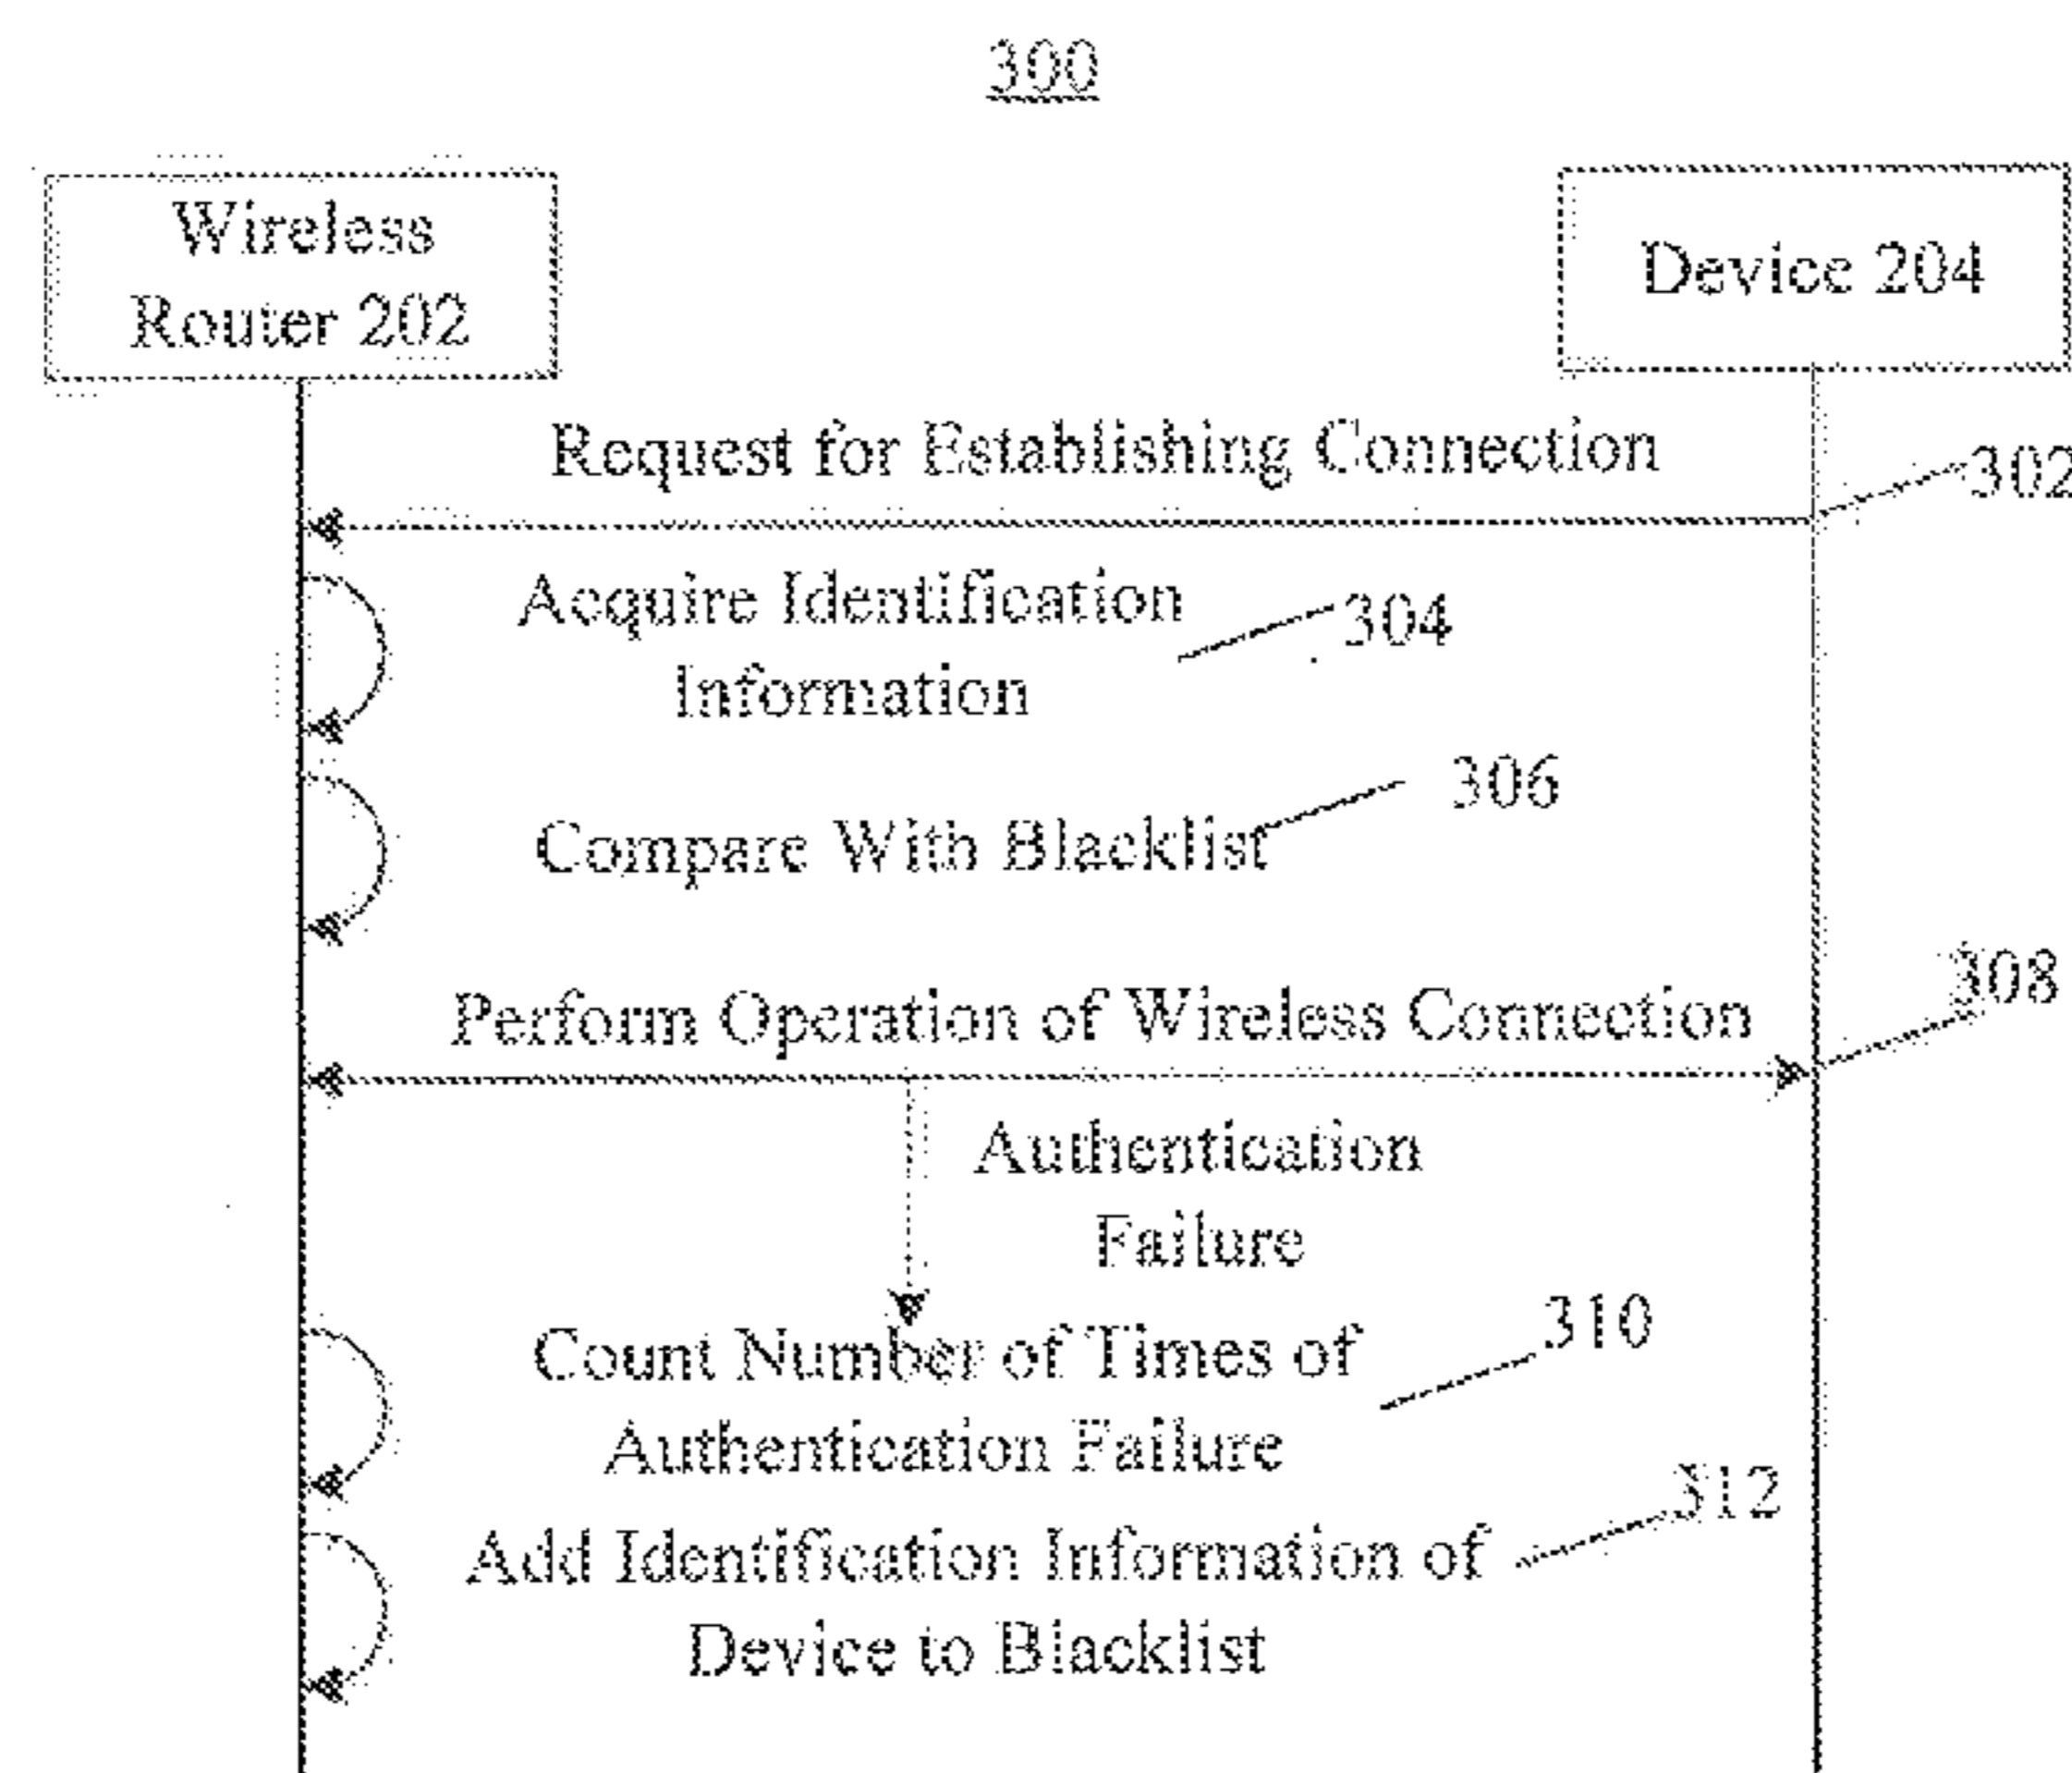 300
Wireless
Router 202
Device 204
Request for Establishing Connection
302
Acquire Identification
Information
304
306
Compare With Blacklist
308
Perform Operation of Wireless Connection
Authentication
Failure
310
Count Number of Times of
Authentication Failure
312
Add Identification Information of
Device to Blacklist